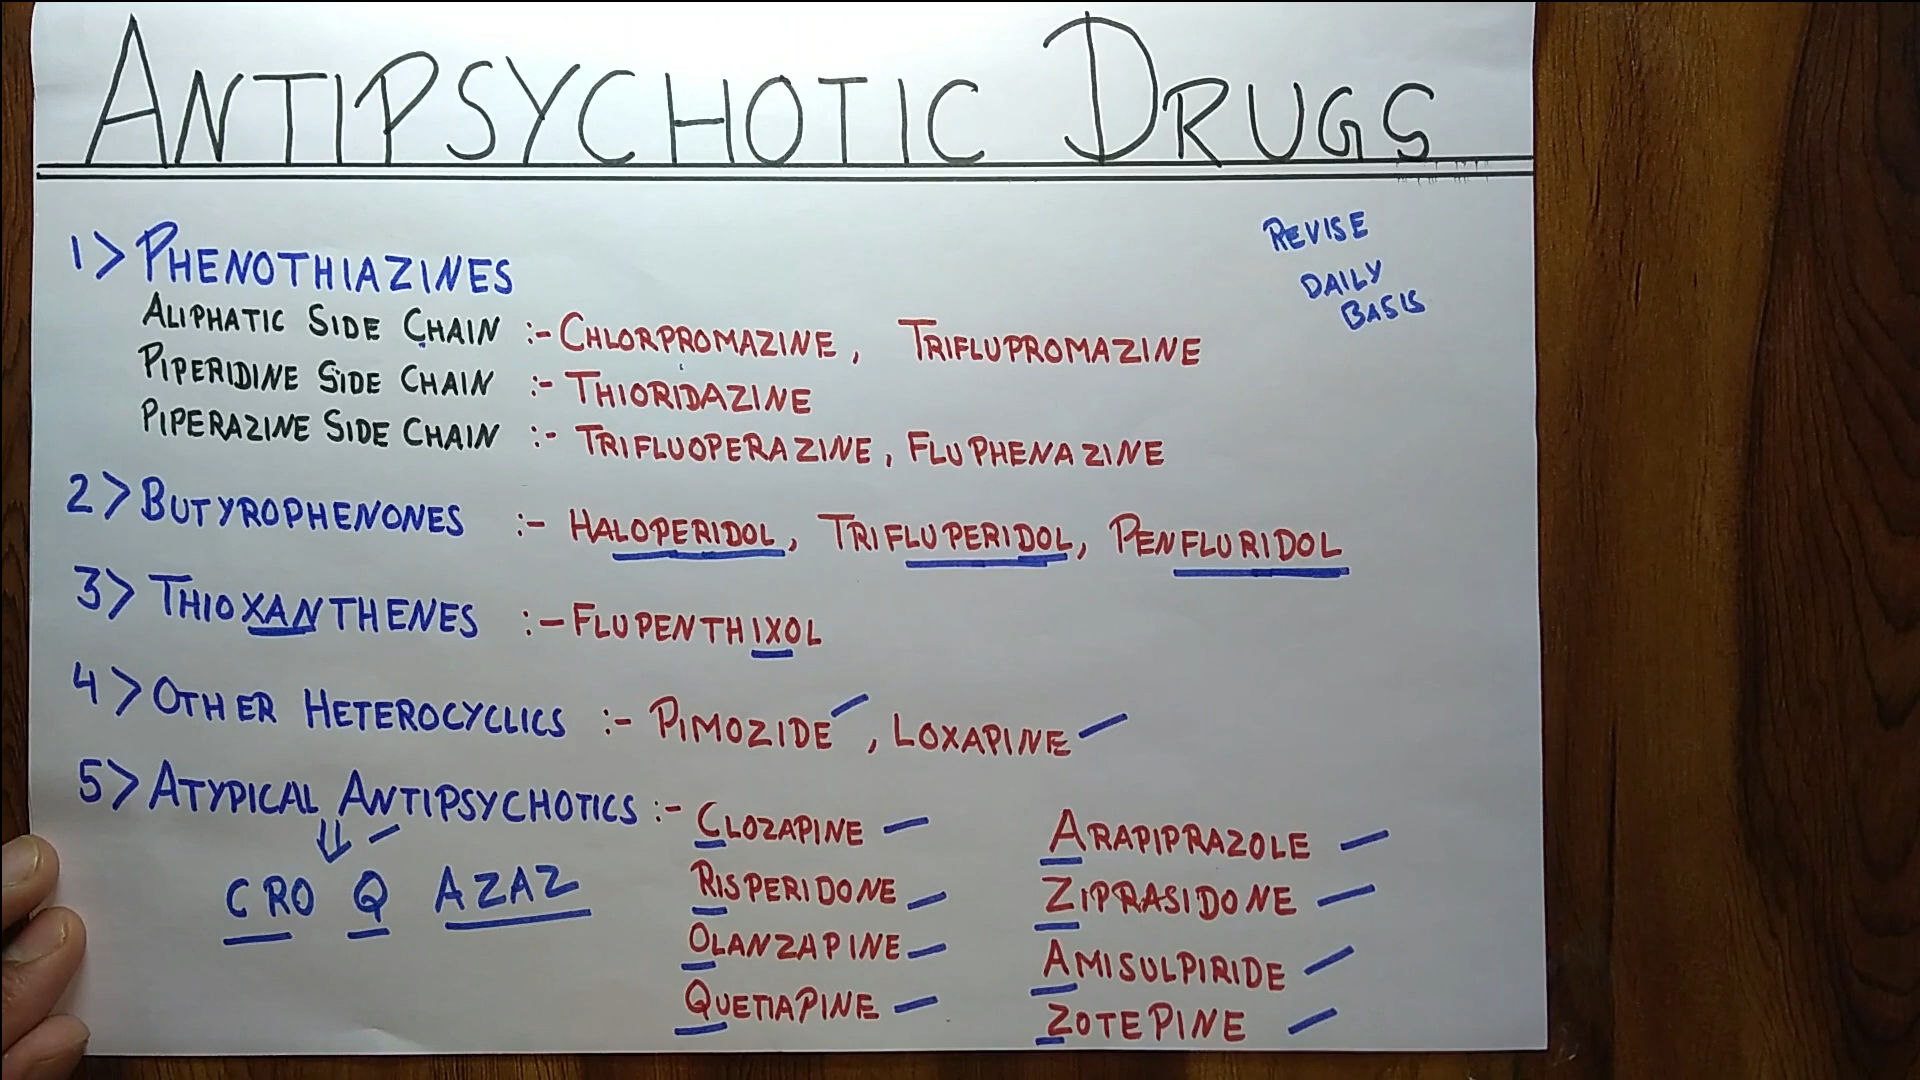 ANTIPSYCHOTIC DRUGS
REVISE
DAILY
BASIS
1> PHENOTHIAZINES
ALIPHATIC SIDE CHAIN :- CHLORPROMAZINE, TRIFLUPROMAZINE
PIPERIDINE SIDE CHAIN :- THIORIDAZINE
PIPERAZINE SIDE CHAIN :- TRIFLUOPERAZINE, FLUPHENAZINE
2> BUTYROPHENONES :- HALOPERIDOL, TRIFLUPERIDOL, PENFLURIDOL
3> THIOXANTHENES :- FLUPENTHIXOL
4> OTHER HETEROCYCLICS :- PIMOZIDE, LOXAPINE
5> ATYPICAL ANTIPSYCHOTICS :- CLOZAPINE ARAPIPRAZOLE
CRO Q AZAZ RISPERIDONE ZIPRASIDONE
OLANZAPINE AMISULPIRIDE
QUETIAPINE ZOTEPINE